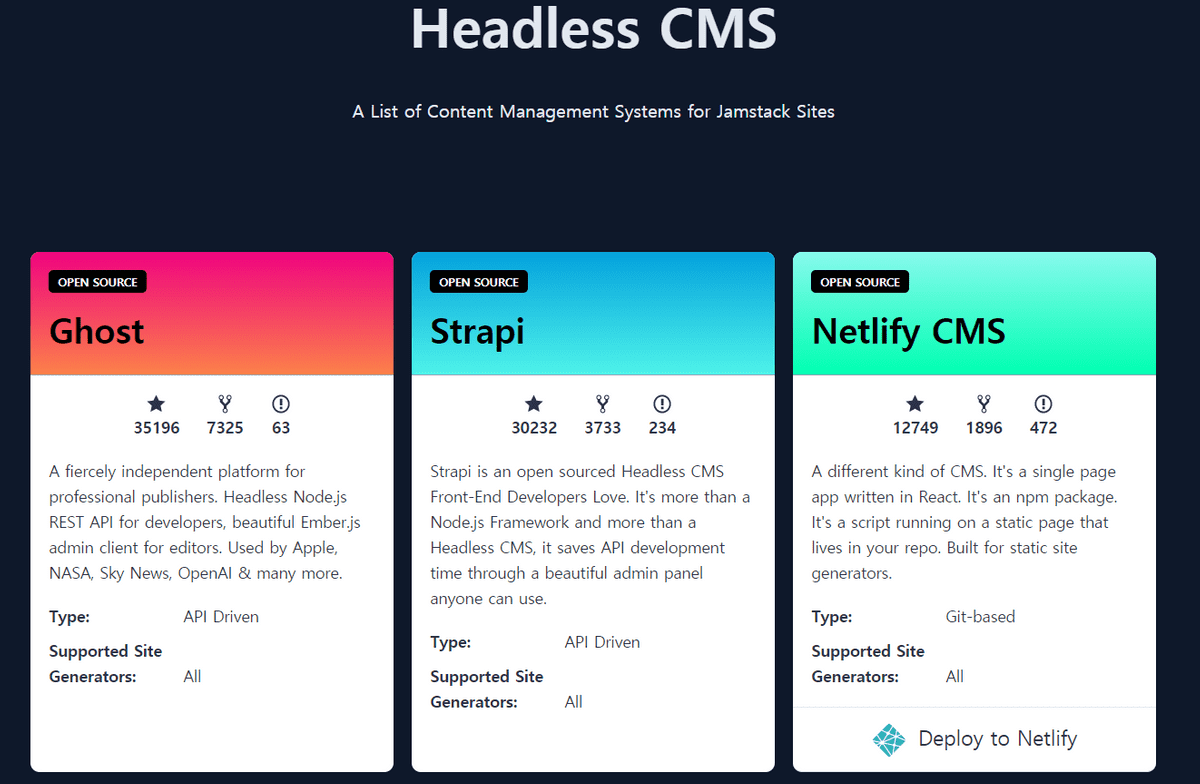 Headless CMS
A List of Content Management Systems for Jamstack Sites
OPEN SOURCE
Ghost
35196 7325 63
A fiercely independent platform for
professional publishers. Headless Node.js
REST API for developers, beautiful Ember.js
admin client for editors. Used by Apple,
NASA, Sky News, OpenAI & many more.
Type: API Driven
Supported Site
Generators: All
OPEN SOURCE
Strapi
30232 3733 234
Strapi is an open sourced Headless CMS
Front-End Developers Love. It's more than a
Node.js Framework and more than a
Headless CMS, it saves API development
time through a beautiful admin panel
anyone can use.
Type: API Driven
Supported Site
Generators: All
OPEN SOURCE
Netlify CMS
12749 1896 472
A different kind of CMS. It's a single page
app written in React. It's an npm package.
It's a script running on a static page that
lives in your repo. Built for static site
generators.
Type: Git-based
Supported Site
Generators: All
Deploy to Netlify